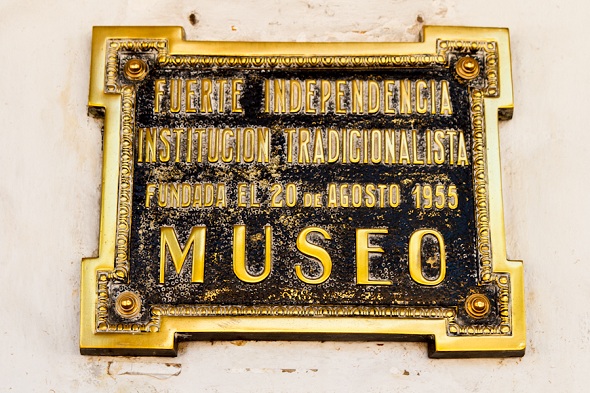 FUERTE INDEPENDENCIA
INSTITUCION TRADICIONALISTA
FUNDADA EL 20 DE AGOSTO 1955
MUSEO